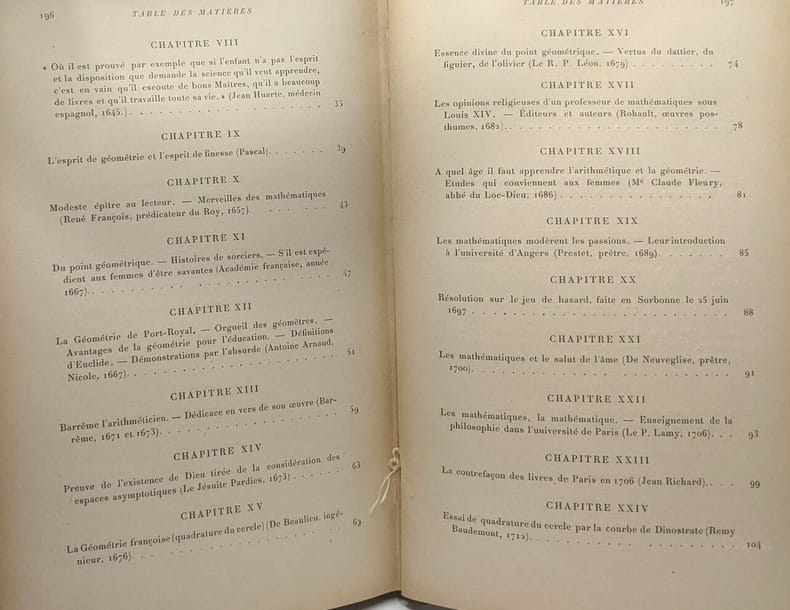 196
TABLE DES MATIÈRES
CHAPITRE VIII
« Où il est prouvé par exemple que si l'enfant n'a pas l'esprit
et la disposition que demande la science qu'il veut apprendre,
c'est en vain qu'il escoute de bons Maîtres, qu'il a beaucoup
de livres et qu'il travaille toute sa vie. » (Jean Huarte, médecin
espagnol, 1645.) . . . . . . . . . . . . . 35
CHAPITRE IX
L'esprit de géométrie et l'esprit de finesse (Pascal). . . . . . . 39
CHAPITRE X
Modeste épitre au lecteur. — Merveilles des mathématiques
(René François, prédicateur du Roy, 1657). . . . . . 43
CHAPITRE XI
Du point géométrique. — Histoires de sorciers. — S'il est expé-
dient aux femmes d'être savantes (Académie française, année
1667). . . . . . . . . . . . . . . . . . . 47
CHAPITRE XII
La Géométrie de Port-Royal. — Orgueil des géomètres. —
Avantages de la géométrie pour l'éducation. — Définitions
d'Euclide. — Démonstrations par l'absurde (Antoine Arnaud,
Nicole, 1667). . . . . . . . . . . . . . . . 51
CHAPITRE XIII
Barrême l'arithméticien. — Dédicace en vers de son œuvre (Bar-
rême, 1671 et 1673). . . . . . . . . . . . . 59
CHAPITRE XIV
Preuve de l'existence de Dieu tirée de la considération des
espaces asymptotiques (Le Jésuite Pardies, 1673) . . . . . . 63
CHAPITRE XV
La Géométrie françoise (quadrature du cercle) (De Beaulieu, ingé-
nieur, 1676). . . . . . . . . . . . . . . . 69
TABLE DES MATIÈRES
197
CHAPITRE XVI
Essence divine du point géométrique. — Vertus du dattier, du
figuier, de l'olivier (Le R. P. Léon, 1679) . . . . . . . . . 74
CHAPITRE XVII
Les opinions religieuses d'un professeur de mathématiques sous
Louis XIV. — Éditeurs et auteurs (Rohault, œuvres pos-
thumes, 1682). . . . . . . . . . . . . . . . . 78
CHAPITRE XVIII
A quel âge il faut apprendre l'arithmétique et la géométrie. —
Etudes qui conviennent aux femmes (Mᵉ Claude Fleury,
abbé du Loc-Dieu, 1686) . . . . . . . . . . . . . 81
CHAPITRE XIX
Les mathématiques modèrent les passions. — Leur introduction
à l'université d'Angers (Prestet, prêtre, 1689). . . . . . . 85
CHAPITRE XX
Résolution sur le jeu de hasard, faite en Sorbonne le 25 juin
1697 . . . . . . . . . . . . . . . . . . . 88
CHAPITRE XXI
Les mathématiques et le salut de l'âme (De Neuveglise, prêtre,
1700). . . . . . . . . . . . . . . . . . . 91
CHAPITRE XXII
Les mathématiques, la mathématique. — Enseignement de la
philosophie dans l'université de Paris (Le P. Lamy, 1706). . . 93
CHAPITRE XXIII
La contrefaçon des livres de Paris en 1706 (Jean Richard). . . . 99
CHAPITRE XXIV
Essai de quadrature du cercle par la courbe de Dinostrate (Remy
Baudemont, 1712). . . . . . . . . . . . . . . 104